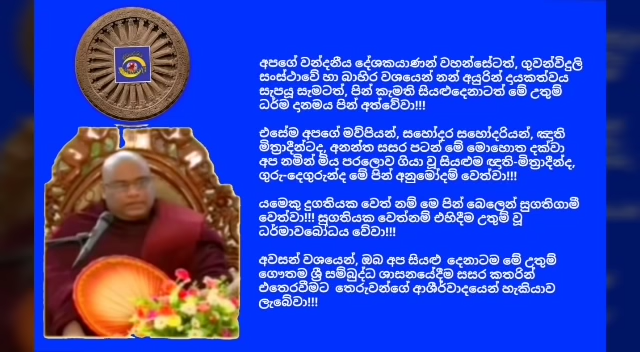 අපගේ වන්දනීය දේශකයාණන් වහන්සේටත්, ගුවන්විදුලි
සංස්ථාවේ හා බාහිර වශයෙන් නන් අයුරින් දායකත්වය
සැපයූ සැමටත්, පින් කැමති සියළුදෙනාටත් මේ උතුම්
ධර්ම දානමය පින් අත්වේවා!!!
එසේම අපගේ මව්පියන්, සහෝදර සහෝදරියන්, ඤාති
මිත්‍රාදීන්ටද, අනන්ත සසර පටන් මේ මොහොත දක්වා
අප නමින් මිය පරලොව ගියා වූ සියළුම ඥාති-මිත්‍රාදීන්ද,
ගුරු-දෙගුරුන්ද මේ පින් අනුමෝදම් වෙත්වා!!!
යමෙකු දුගතියක වෙත් නම් මෙ පින් බෙලෙන් සුගතිගාමී
වෙත්වා!!! සුගතියක වෙත්නම් එහිදීම උතුම් වූ
ධර්මාවබෝධය වේවා!!!
අවසන් වශයෙන්, ඔබ අප සියළු දෙනාටම මේ උතුම්
ගෞතම ශ්‍රී සම්බුද්ධ ශාසනයේදීම සසර කතරින්
එතෙරවීමට තෙරුවන්ගේ ආශීර්වාදයෙන් හැකියාව
ලැබේවා!!!